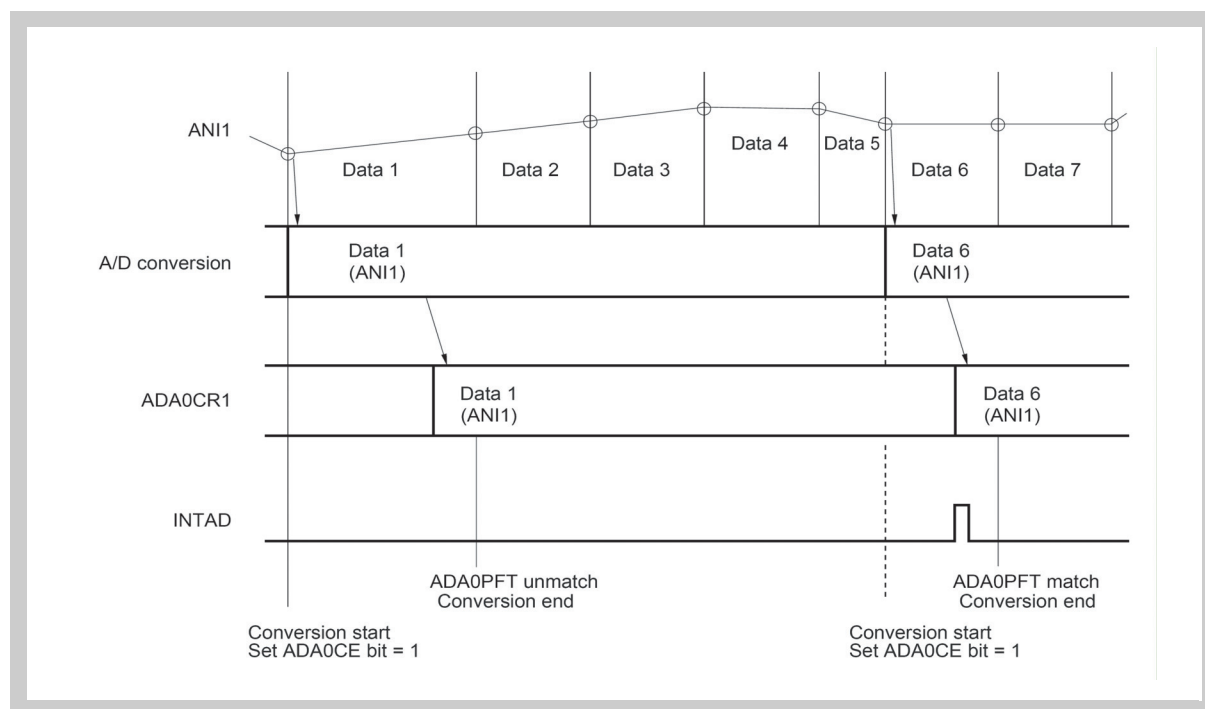 ANI1
Data 1
Data 2
Data 3
Data 4
Data 5
Data 6
Data 7
A/D conversion
Data 1
(ANI1)
Data 6
(ANI1)
ADA0CR1
Data 1
(ANI1)
Data 6
(ANI1)
INTAD
ADA0PFT unmatch
Conversion end
ADA0PFT match
Conversion end
Conversion start
Set ADA0CE bit = 1
Conversion start
Set ADA0CE bit = 1